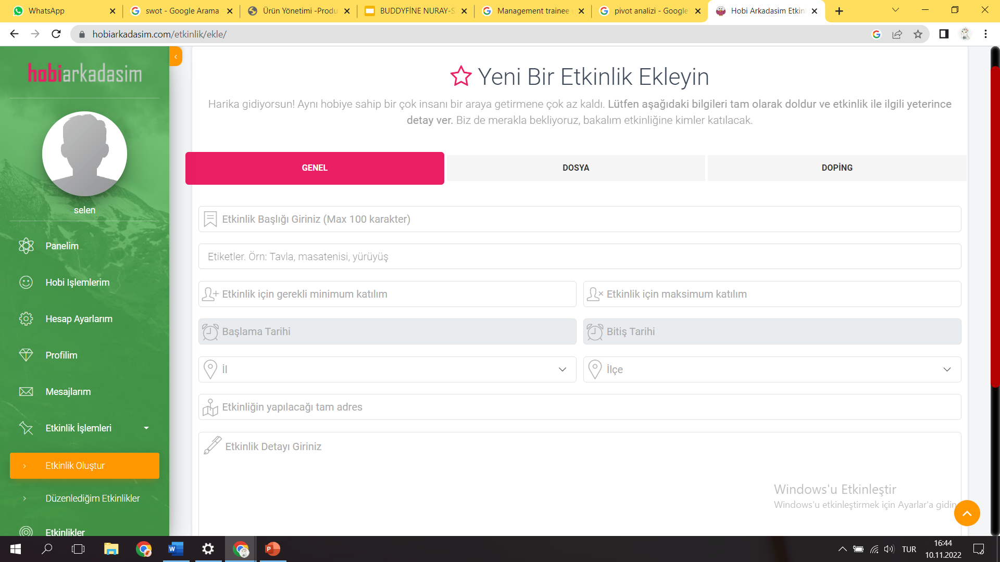 WhatsApp
swot - Google Arama
Ürün Yönetimi -Produ
BUDDYFİNE NURAY-S
Management trainee
pivot analizi - Google
Hobi Arkadasim Etkin
hobiarkadasim.com/etkinlik/ekle/
hobiarkadasim
selen
Panelim
Hobi Işlemlerim
Hesap Ayarlarım
Profilim
Mesajlarım
Etkinlik İşlemleri
Etkinlik Oluştur
Düzenlediğim Etkinlikler
Etkinlikler
Yeni Bir Etkinlik Ekleyin
Harika gidiyorsun! Aynı hobiye sahip bir çok insanı bir araya getirmene çok az kaldı. Lütfen aşağıdaki bilgileri tam olarak doldur ve etkinlik ile ilgili yeterince
detay ver. Biz de merakla bekliyoruz, bakalım etkinliğine kimler katılacak.
GENEL
DOSYA
DOPİNG
Etkinlik Başlığı Giriniz (Max 100 karakter)
Etiketler. Örn: Tavla, masatenisi, yürüyüş
Etkinlik için gerekli minimum katılım
Etkinlik için maksimum katılım
Başlama Tarihi
Bitiş Tarihi
İl
İlçe
Etkinliğin yapılacağı tam adres
Etkinlik Detayı Giriniz
Windows'u Etkinleştir
Windows'u etkinleştirmek için Ayarlar'a gidin
TUR
16:44
10.11.2022